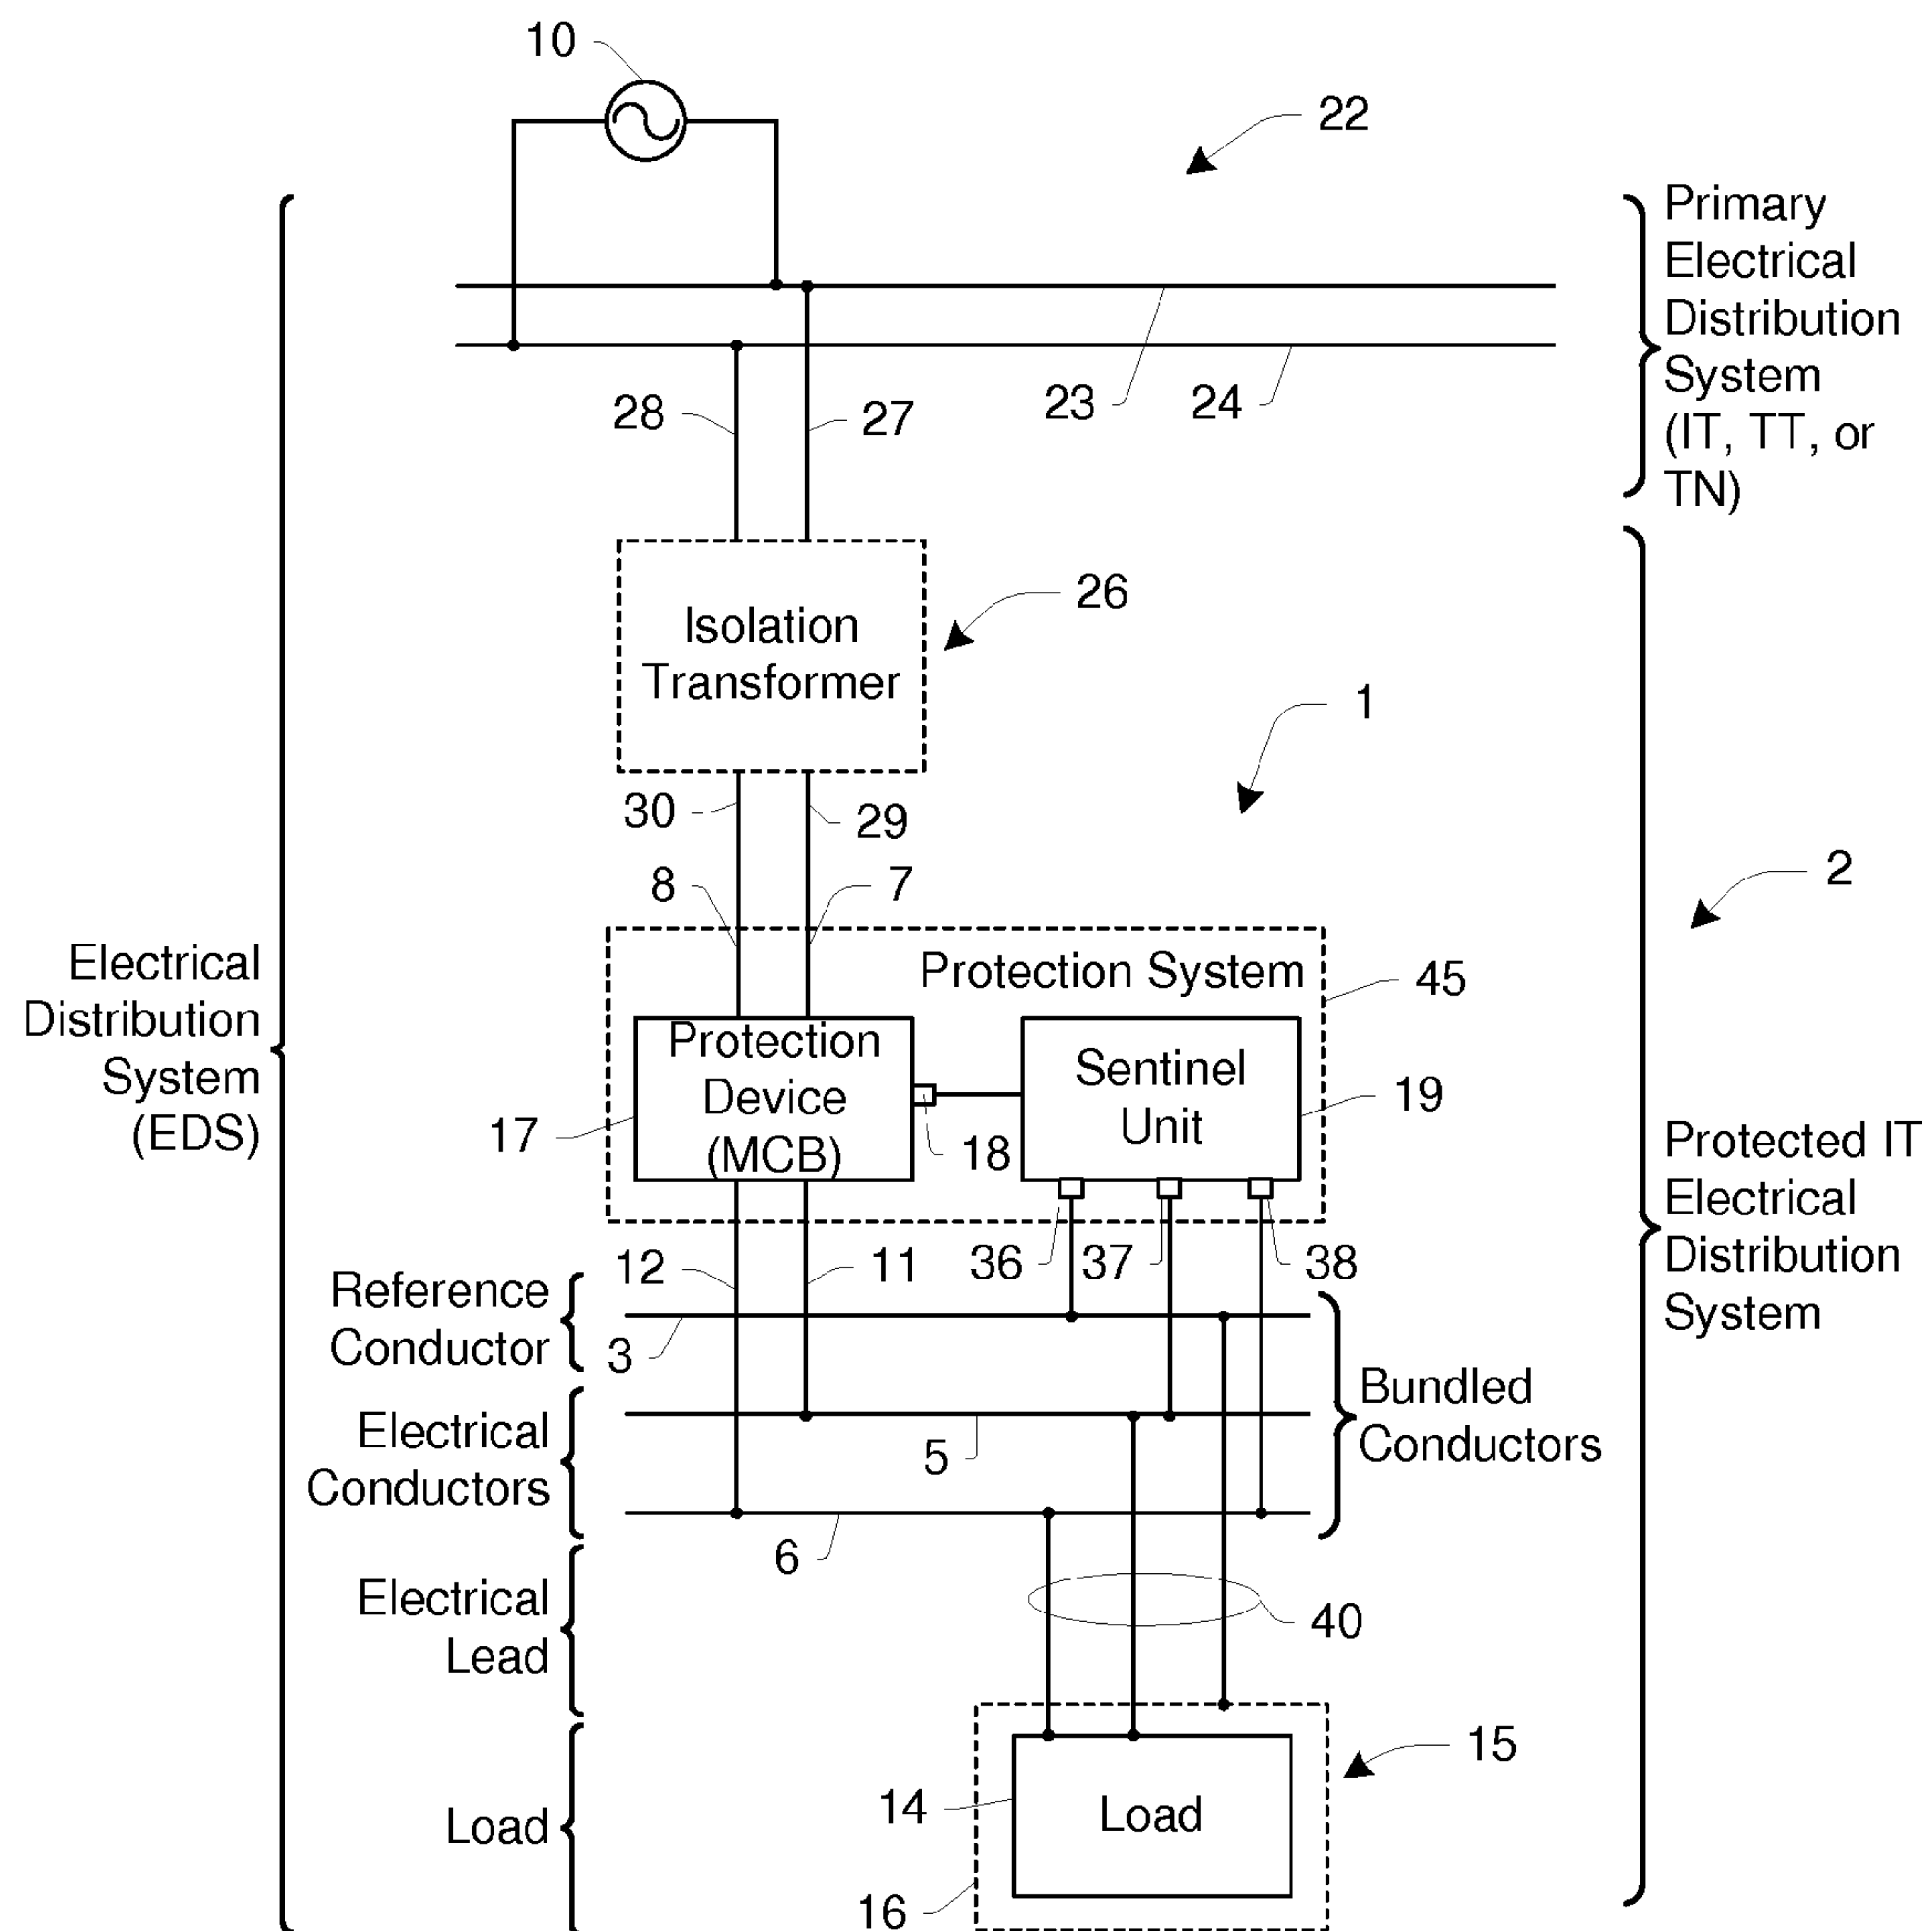 10
22
Primary
Electrical
Distribution
System
(IT, TT, or
TN)
23
24
28
27
26
Isolation
Transformer
1
30
29
8
7
2
Electrical
Distribution
System
(EDS)
Protection System
45
Protection
Device
(MCB)
Sentinel
Unit
17
18
19
Protected IT
Electrical
Distribution
System
12
11
36
37
38
Reference
Conductor
3
Bundled
Conductors
Electrical
Conductors
5
6
Electrical
Lead
40
15
14
Load
Load
16